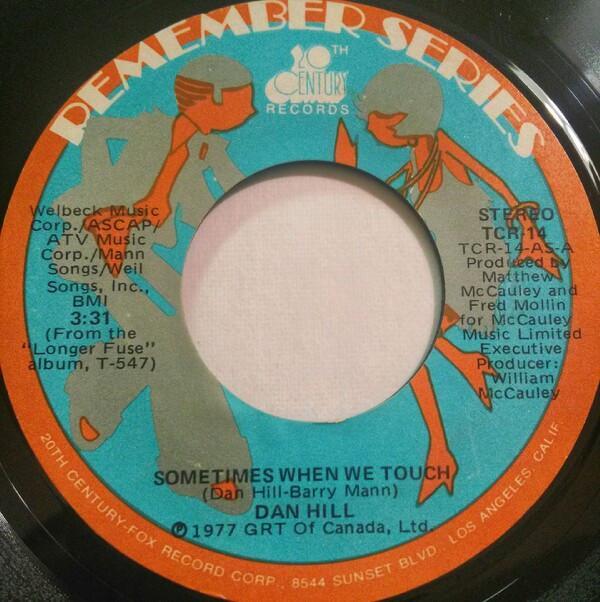 REMEMBER SERIES
20TH
CENTURY
RECORDS
Welbeck Music
Corp./ASCAP/
ATV Music
Corp./Mann
Songs/Weil
Songs, Inc.,
BMI
3:31
(From the
"Longer Fuse"
album, T-547)
STEREO
TCR-14
TCR-14-AS-A
Produced by
Matthew
McCauley and
Fred Mollin
for McCauley
Music Limited
Executive
Producer:
William
McCauley
SOMETIMES WHEN WE TOUCH
(Dan Hill-Barry Mann)
DAN HILL
℗1977 GRT Of Canada, Ltd.
20TH CENTURY-FOX RECORD CORP., 8544 SUNSET BLVD. LOS ANGELES, CALIF.